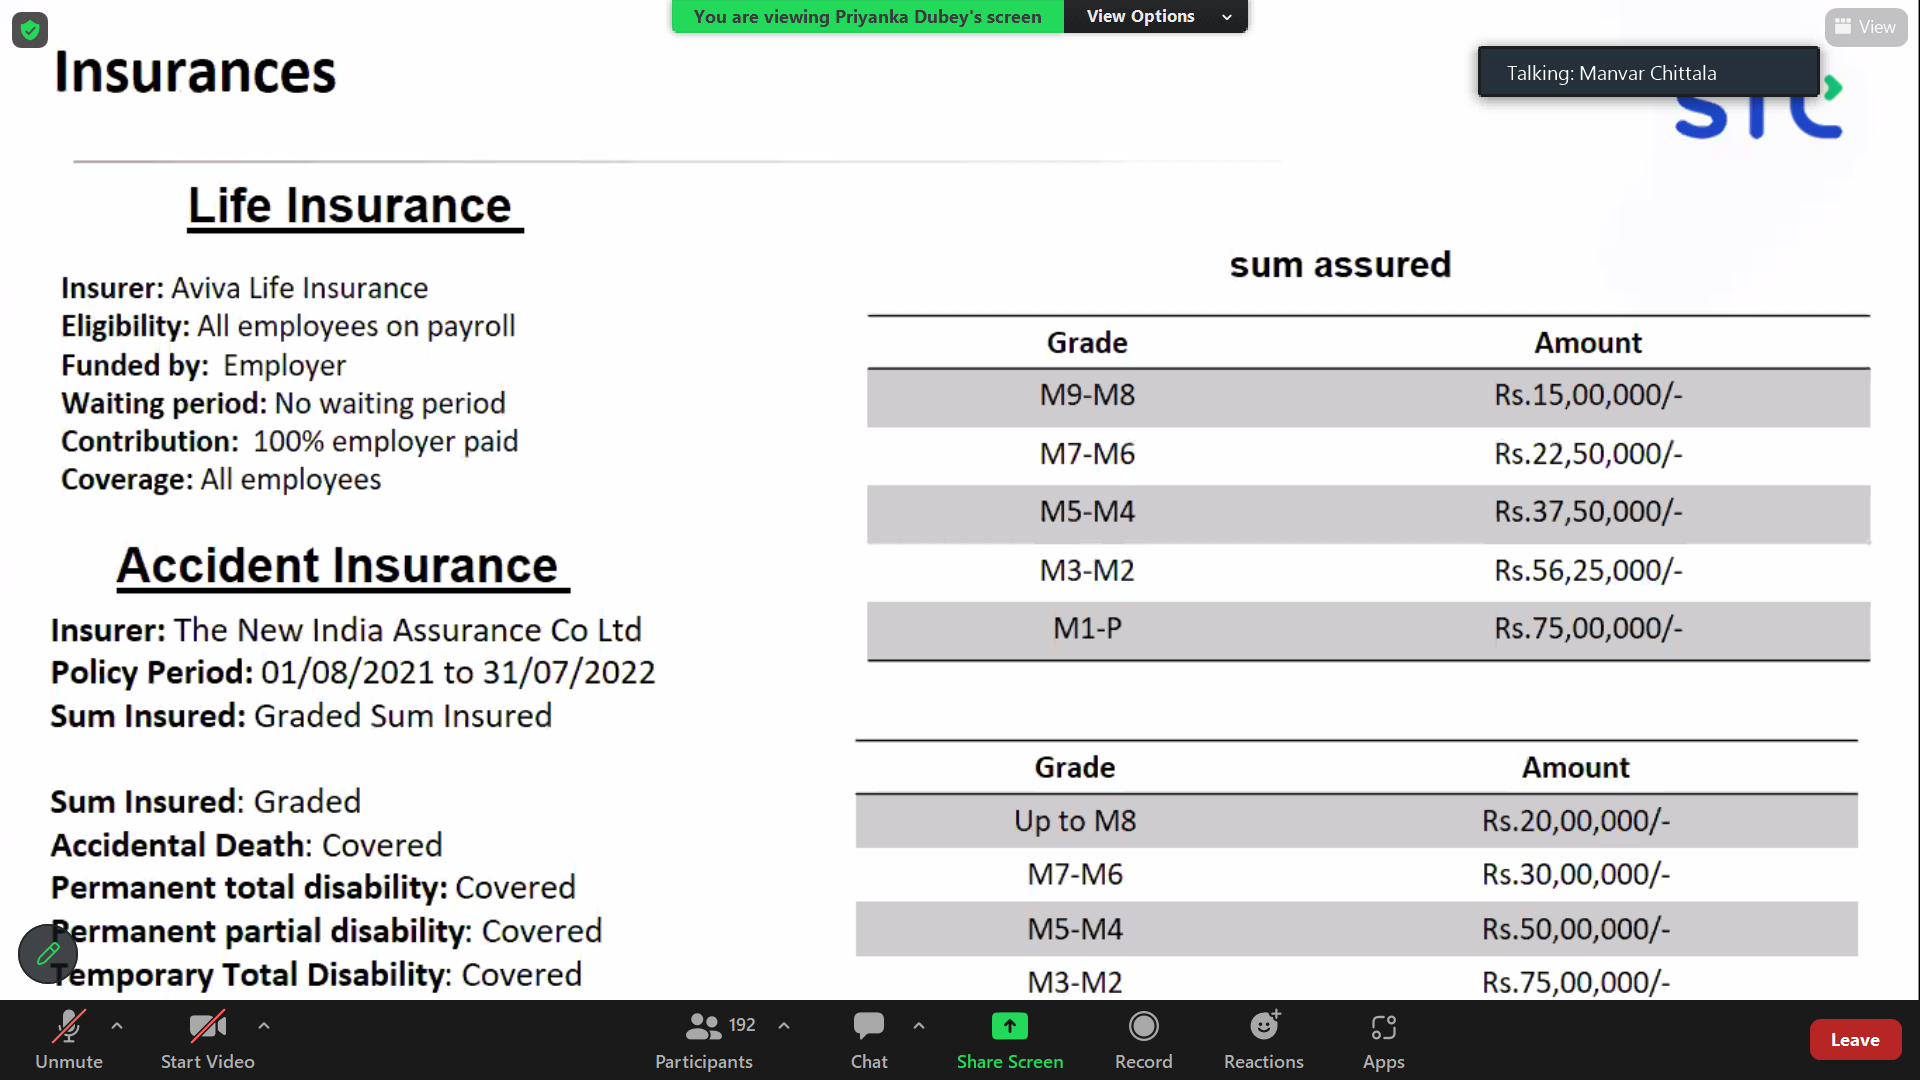 You are viewing Priyanka Dubey's screen
View Options
View
Insurances
Talking: Manvar Chittala
stc
Life Insurance
Insurer: Aviva Life Insurance
Eligibility: All employees on payroll
Funded by: Employer
Waiting period: No waiting period
Contribution: 100% employer paid
Coverage: All employees
sum assured
Grade Amount
M9-M8 Rs.15,00,000/-
M7-M6 Rs.22,50,000/-
M5-M4 Rs.37,50,000/-
M3-M2 Rs.56,25,000/-
M1-P Rs.75,00,000/-
Accident Insurance
Insurer: The New India Assurance Co Ltd
Policy Period: 01/08/2021 to 31/07/2022
Sum Insured: Graded Sum Insured
Sum Insured: Graded
Accidental Death: Covered
Permanent total disability: Covered
Permanent partial disability: Covered
Temporary Total Disability: Covered
Grade Amount
Up to M8 Rs.20,00,000/-
M7-M6 Rs.30,00,000/-
M5-M4 Rs.50,00,000/-
M3-M2 Rs.75,00,000/-
192
Unmute
Start Video
Participants
Chat
Share Screen
Record
Reactions
Apps
Leave